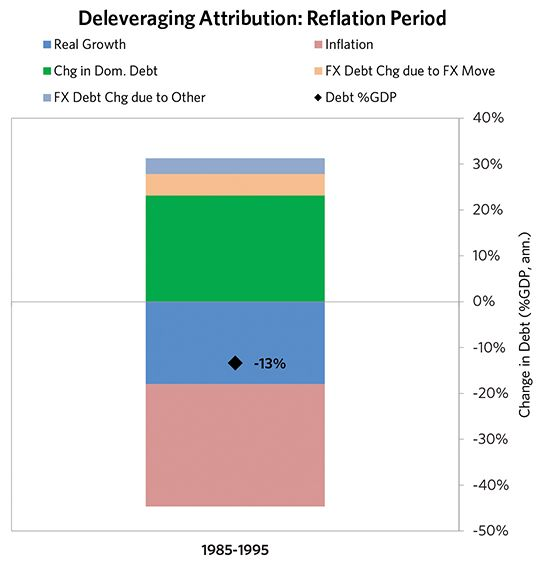 Deleveraging Attribution: Reflation Period
Real Growth
Inflation
Chg in Dom. Debt
FX Debt Chg due to FX Move
FX Debt Chg due to Other
Debt %GDP
40%
30%
20%
10%
0%
-10%
-20%
-30%
-40%
-50%
Change in Debt (%GDP, ann.)
-13%
1985-1995